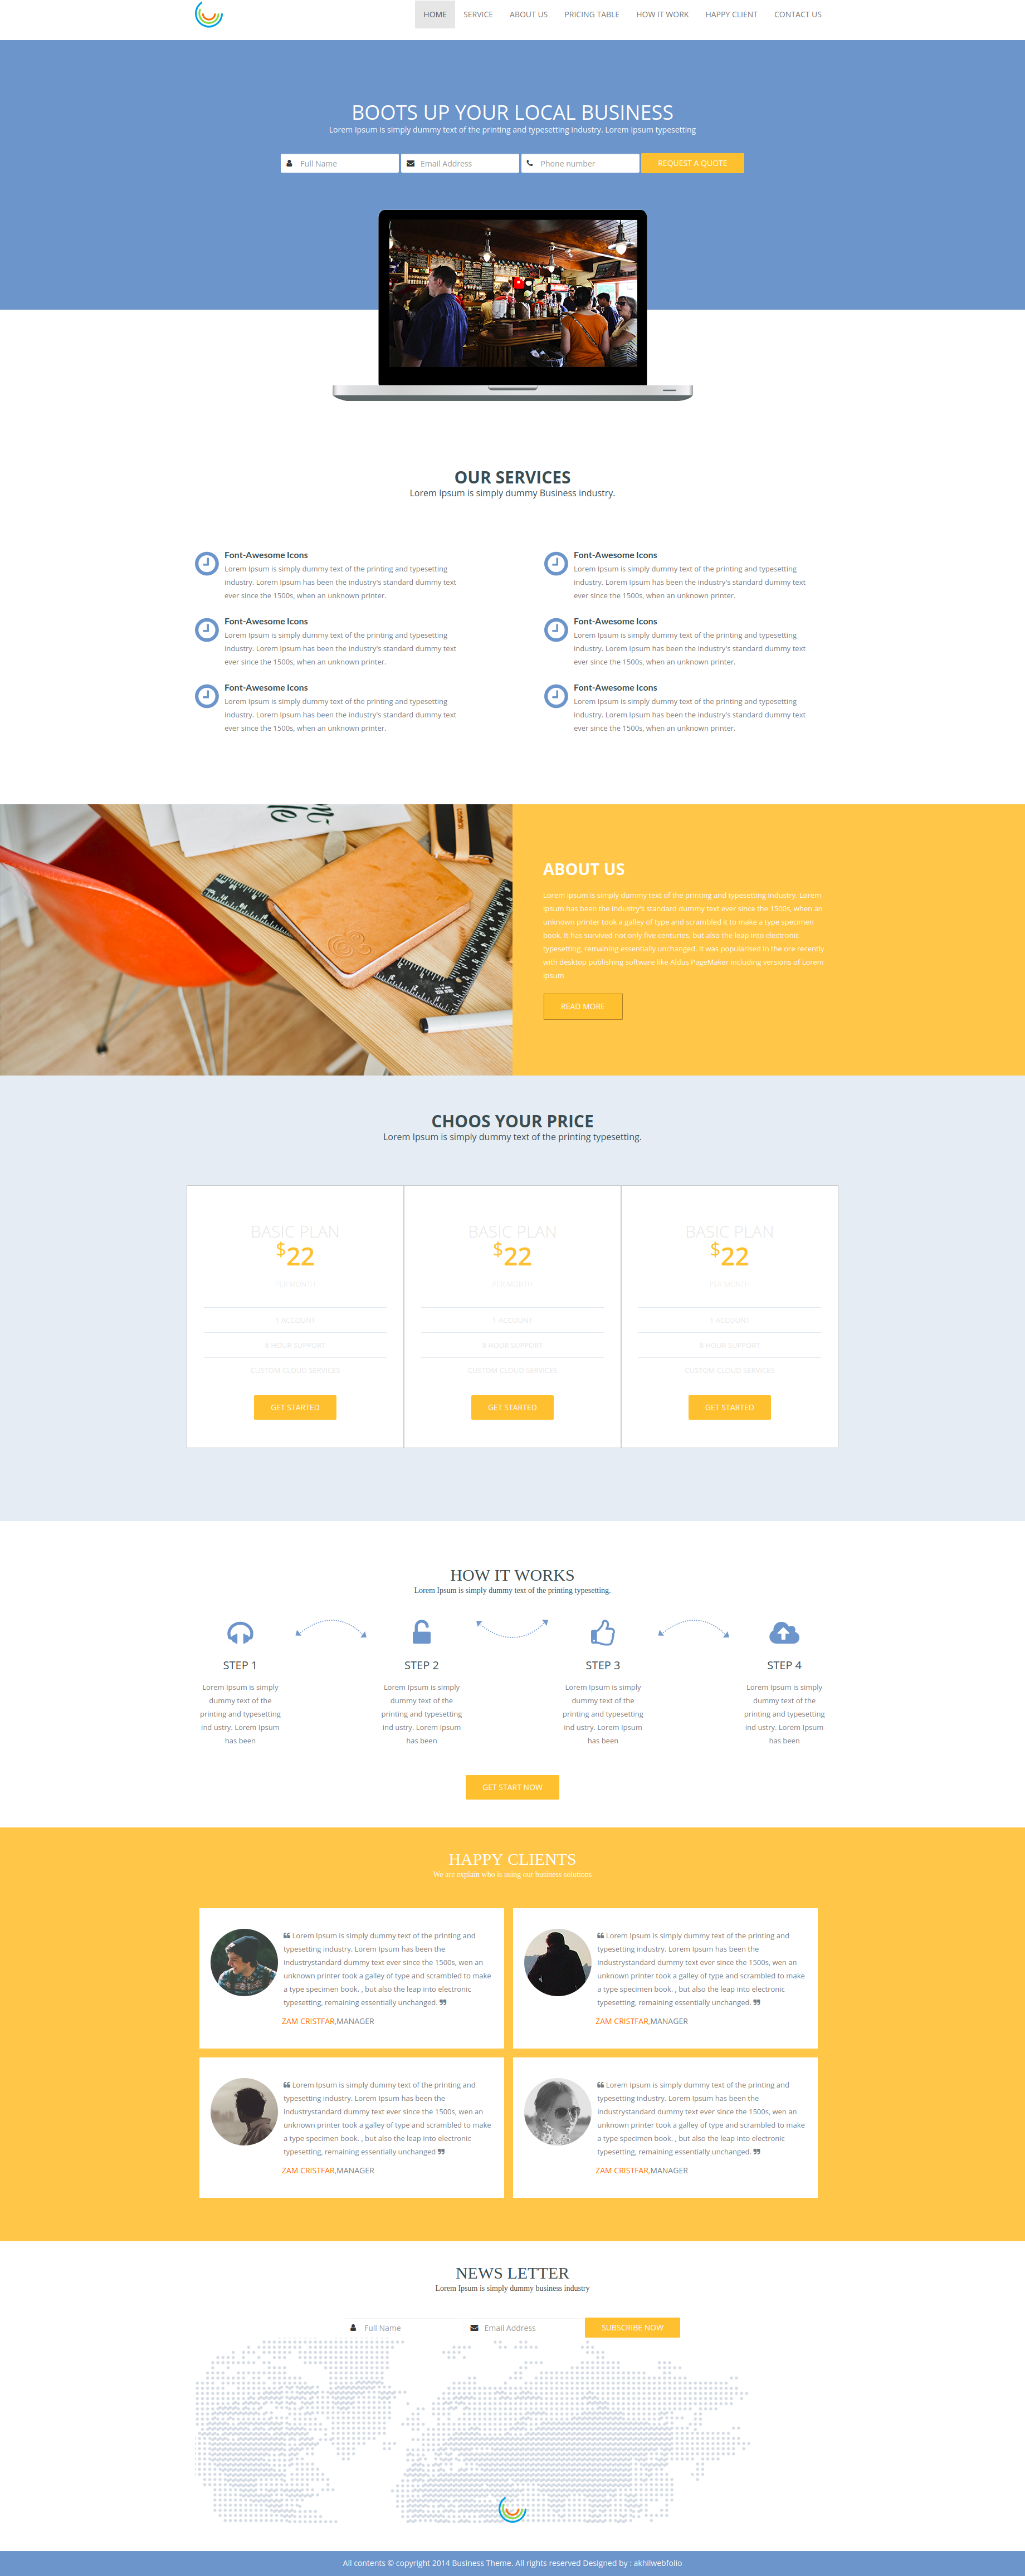 HOME SERVICE ABOUT US PRICING TABLE HOW IT WORK HAPPY CLIENT CONTACT US
BOOTS UP YOUR LOCAL BUSINESS
Lorem Ipsum is simply dummy text of the printing and typesetting industry. Lorem Ipsum typesetting
Full Name Email Address Phone number REQUEST A QUOTE
OUR SERVICES
Lorem Ipsum is simply dummy Business industry.
Font-Awesome Icons
Lorem Ipsum is simply dummy text of the printing and typesetting
industry. Lorem Ipsum has been the industry's standard dummy text
ever since the 1500s, when an unknown printer.
Font-Awesome Icons
Lorem Ipsum is simply dummy text of the printing and typesetting
industry. Lorem Ipsum has been the industry's standard dummy text
ever since the 1500s, when an unknown printer.
Font-Awesome Icons
Lorem Ipsum is simply dummy text of the printing and typesetting
industry. Lorem Ipsum has been the industry's standard dummy text
ever since the 1500s, when an unknown printer.
Font-Awesome Icons
Lorem Ipsum is simply dummy text of the printing and typesetting
industry. Lorem Ipsum has been the industry's standard dummy text
ever since the 1500s, when an unknown printer.
Font-Awesome Icons
Lorem Ipsum is simply dummy text of the printing and typesetting
industry. Lorem Ipsum has been the industry's standard dummy text
ever since the 1500s, when an unknown printer.
Font-Awesome Icons
Lorem Ipsum is simply dummy text of the printing and typesetting
industry. Lorem Ipsum has been the industry's standard dummy text
ever since the 1500s, when an unknown printer.
ABOUT US
Lorem Ipsum is simply dummy text of the printing and typesetting industry. Lorem
Ipsum has been the industry's standard dummy text ever since the 1500s, when an
unknown printer took a galley of type and scrambled it to make a type specimen
book. It has survived not only five centuries, but also the leap into electronic
typesetting, remaining essentially unchanged. It was popularised in the ore recently
with desktop publishing software like Aldus PageMaker including versions of Lorem
Ipsum
READ MORE
CHOOS YOUR PRICE
Lorem Ipsum is simply dummy text of the printing typesetting.
BASIC PLAN
$22
PER MONTH
1 ACCOUNT
8 HOUR SUPPORT
CUSTOM CLOUD SERVICES
GET STARTED
BASIC PLAN
$22
PER MONTH
1 ACCOUNT
8 HOUR SUPPORT
CUSTOM CLOUD SERVICES
GET STARTED
BASIC PLAN
$22
PER MONTH
1 ACCOUNT
8 HOUR SUPPORT
CUSTOM CLOUD SERVICES
GET STARTED
HOW IT WORKS
Lorem Ipsum is simply dummy text of the printing typesetting.
STEP 1
Lorem Ipsum is simply
dummy text of the
printing and typesetting
ind ustry. Lorem Ipsum
has been
STEP 2
Lorem Ipsum is simply
dummy text of the
printing and typesetting
ind ustry. Lorem Ipsum
has been
STEP 3
Lorem Ipsum is simply
dummy text of the
printing and typesetting
ind ustry. Lorem Ipsum
has been
STEP 4
Lorem Ipsum is simply
dummy text of the
printing and typesetting
ind ustry. Lorem Ipsum
has been
GET START NOW
HAPPY CLIENTS
We are explain who is using our business solutions
“ Lorem Ipsum is simply dummy text of the printing and
typesetting industry. Lorem Ipsum has been the
industrystandard dummy text ever since the 1500s, wen an
unknown printer took a galley of type and scrambled to make
a type specimen book. , but also the leap into electronic
typesetting, remaining essentially unchanged. ”
ZAM CRISTFAR,MANAGER
“ Lorem Ipsum is simply dummy text of the printing and
typesetting industry. Lorem Ipsum has been the
industrystandard dummy text ever since the 1500s, wen an
unknown printer took a galley of type and scrambled to make
a type specimen book. , but also the leap into electronic
typesetting, remaining essentially unchanged. ”
ZAM CRISTFAR,MANAGER
“ Lorem Ipsum is simply dummy text of the printing and
typesetting industry. Lorem Ipsum has been the
industrystandard dummy text ever since the 1500s, wen an
unknown printer took a galley of type and scrambled to make
a type specimen book. , but also the leap into electronic
typesetting, remaining essentially unchanged ”
ZAM CRISTFAR,MANAGER
“ Lorem Ipsum is simply dummy text of the printing and
typesetting industry. Lorem Ipsum has been the
industrystandard dummy text ever since the 1500s, wen an
unknown printer took a galley of type and scrambled to make
a type specimen book. , but also the leap into electronic
typesetting, remaining essentially unchanged. ”
ZAM CRISTFAR,MANAGER
NEWS LETTER
Lorem Ipsum is simply dummy business industry
Full Name Email Address SUBSCRIBE NOW
All contents © copyright 2014 Business Theme. All rights reserved Designed by : akhilwebfolio